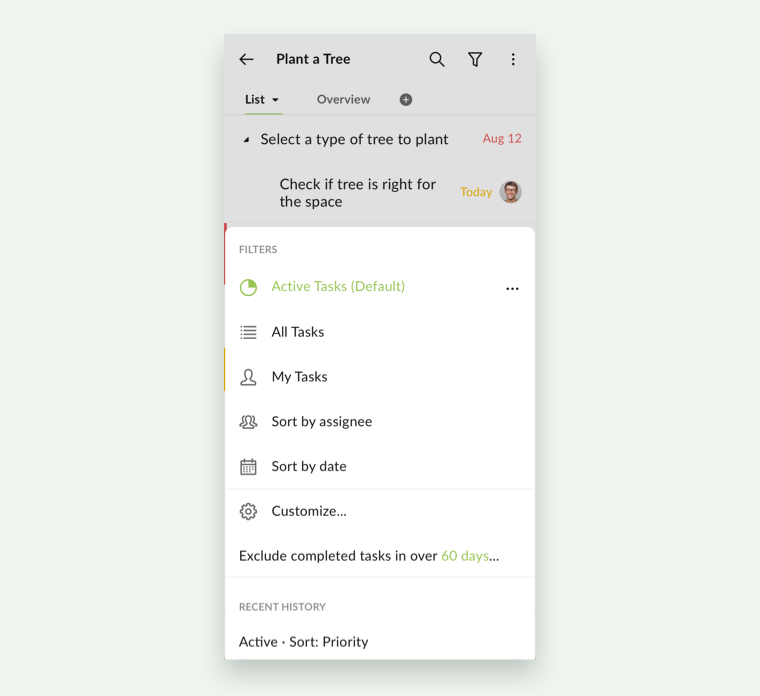 Plant a Tree
List
Overview
Select a type of tree to plant
Aug 12
Check if tree is right for
the space
Today
FILTERS
Active Tasks (Default)
All Tasks
My Tasks
Sort by assignee
Sort by date
Customize...
Exclude completed tasks in over 60 days...
RECENT HISTORY
Active · Sort: Priority